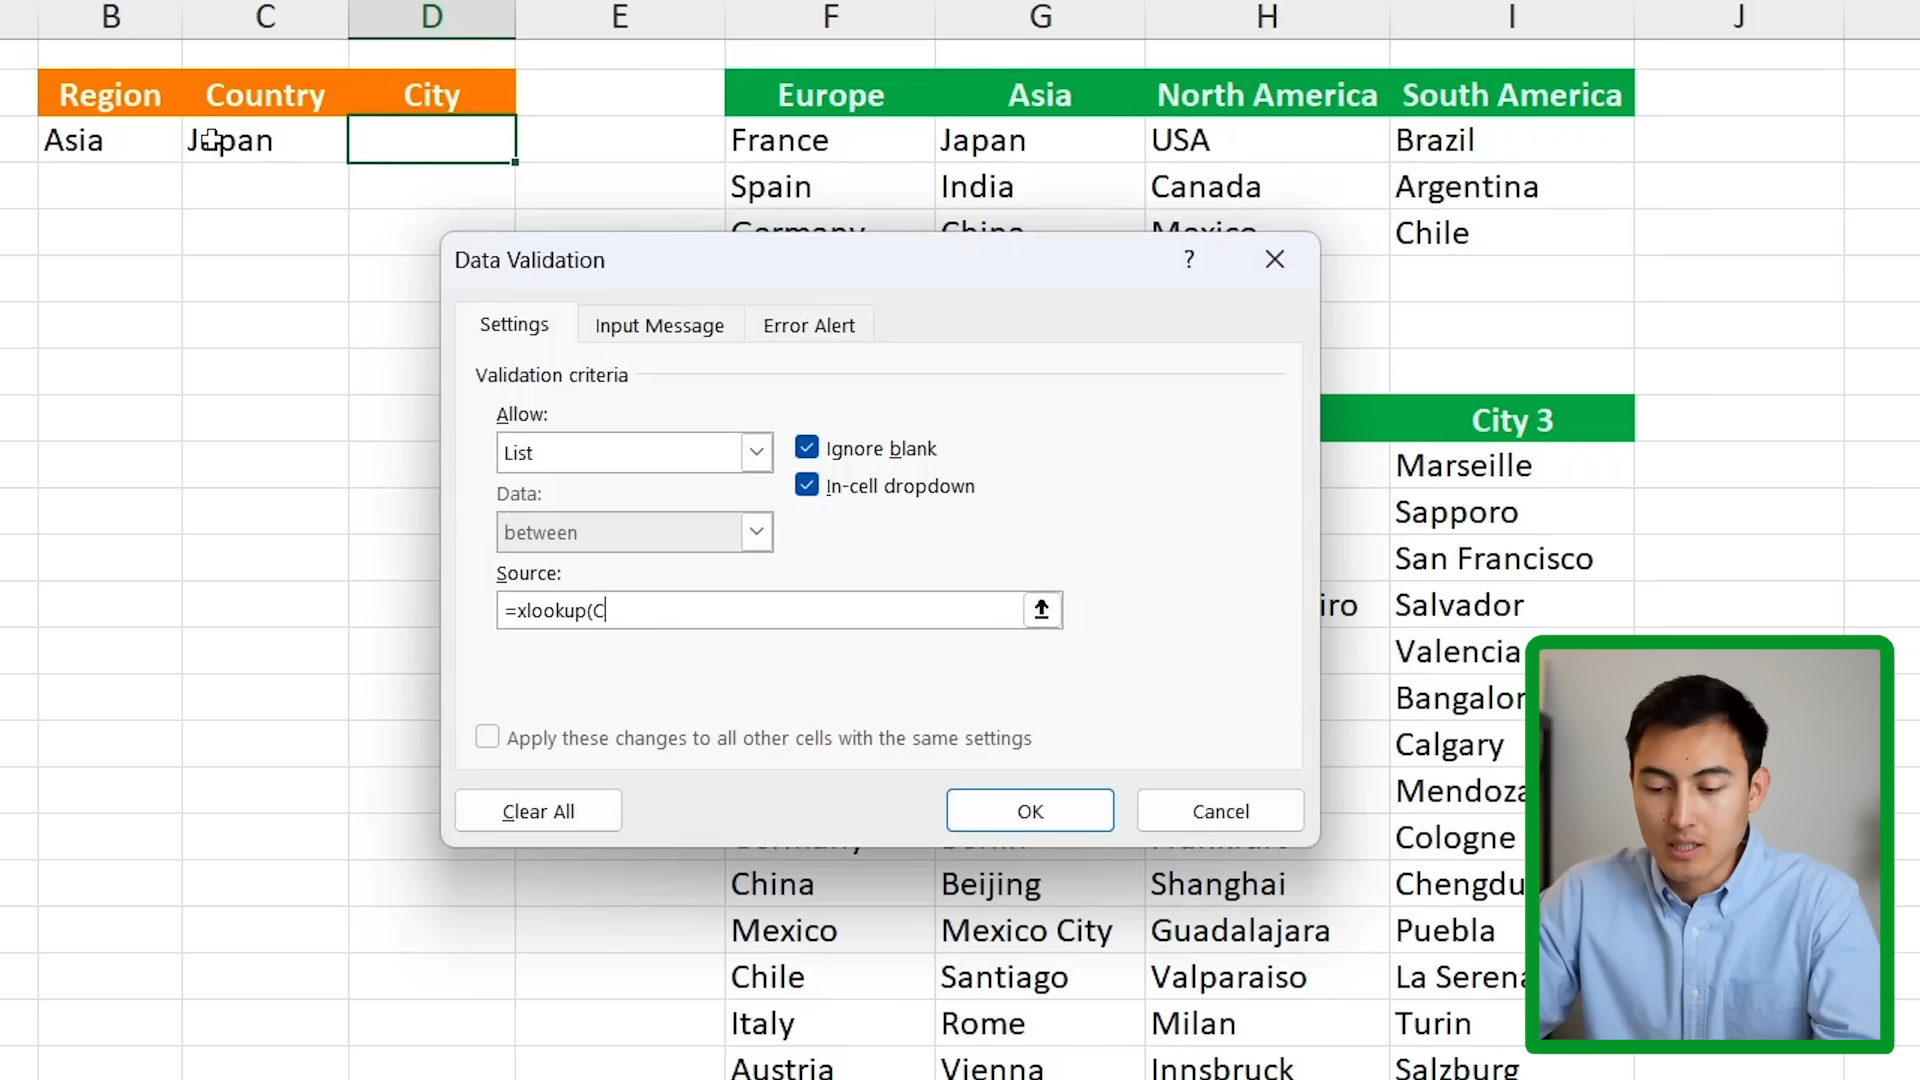 B C D E F G H I J
Region Country City Europe Asia North America South America
Asia Japan France Japan USA Brazil
Spain India Canada Argentina
Germany China Mexico Chile
Data Validation ?
Settings Input Message Error Alert
Validation criteria
Allow:
List
Ignore blank
Data:
In-cell dropdown
between
Source:
=xlookup(C
Apply these changes to all other cells with the same settings
Clear All OK Cancel
City 3
Marseille
Sapporo
San Francisco
iro Salvador
Valencia
Bangalor
Calgary
Mendoza
Cologne
China Beijing Shanghai Chengdu
Mexico Mexico City Guadalajara Puebla
Chile Santiago Valparaiso La Serena
Italy Rome Milan Turin
Austria Vienna Innsbruck Salzburg